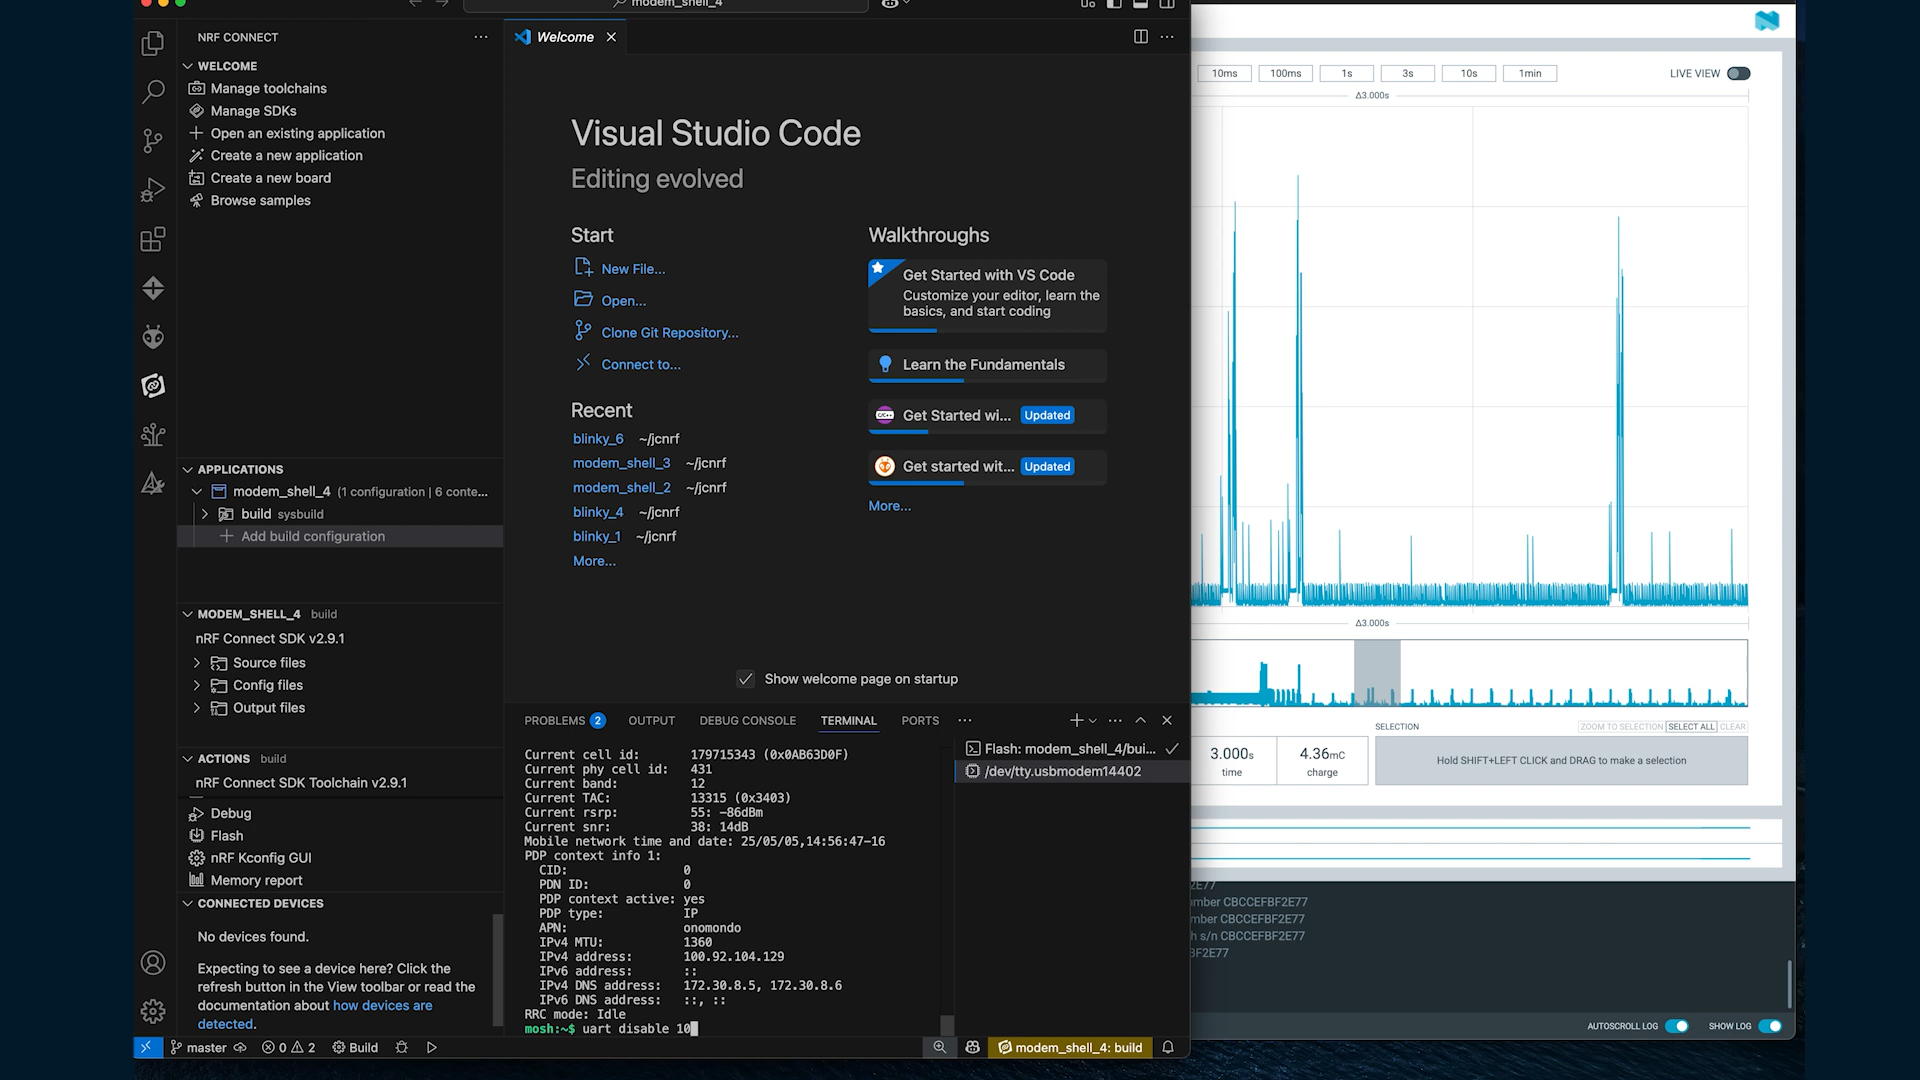 modem_shell_4
NRF CONNECT
WELCOME
Manage toolchains
Manage SDKs
Open an existing application
Create a new application
Create a new board
Browse samples
APPLICATIONS
modem_shell_4 (1 configuration | 6 conte...
build sysbuild
Add build configuration
MODEM_SHELL_4 build
nRF Connect SDK v2.9.1
Source files
Config files
Output files
ACTIONS build
nRF Connect SDK Toolchain v2.9.1
Debug
Flash
nRF Kconfig GUI
Memory report
CONNECTED DEVICES
No devices found.
Expecting to see a device here? Click the
refresh button in the View toolbar or read the
documentation about how devices are
detected.
Welcome
Visual Studio Code
Editing evolved
Start
New File...
Open...
Clone Git Repository...
Connect to...
Recent
blinky_6 ~/jcnrf
modem_shell_3 ~/jcnrf
modem_shell_2 ~/jcnrf
blinky_4 ~/jcnrf
blinky_1 ~/jcnrf
More...
Walkthroughs
Get Started with VS Code
Customize your editor, learn the
basics, and start coding
Learn the Fundamentals
C/C++ Get Started wi... Updated
Get started wit... Updated
More...
Show welcome page on startup
PROBLEMS 2 OUTPUT DEBUG CONSOLE TERMINAL PORTS
Current cell id: 179715343 (0x0AB63D0F)
Current phy cell id: 431
Current band: 12
Current TAC: 13315 (0x3403)
Current rsrp: 55: -86dBm
Current snr: 38: 14dB
Mobile network time and date: 25/05/05,14:56:47-16
PDP context info 1:
CID: 0
PDN ID: 0
PDP context active: yes
PDP type: IP
APN: onomondo
IPv4 MTU: 1360
IPv4 address: 100.92.104.129
IPv6 address: ::
IPv4 DNS address: 172.30.8.5, 172.30.8.6
IPv6 DNS address: ::, ::
RRC mode: Idle
mosh:~$ uart disable 10
Flash: modem_shell_4/bui...
/dev/tty.usbmodem14402
master 0 2 Build
modem_shell_4: build
10ms 100ms 1s 3s 10s 1min LIVE VIEW
Δ3.000s
Δ3.000s
SELECTION ZOOM TO SELECTION SELECT ALL CLEAR
3.000s
time
4.36mC
charge
Hold SHIFT+LEFT CLICK and DRAG to make a selection
2E77
mber CBCCEFBF2E77
mber CBCCEFBF2E77
h s/n CBCCEFBF2E77
BF2E77
AUTOSCROLL LOG SHOW LOG